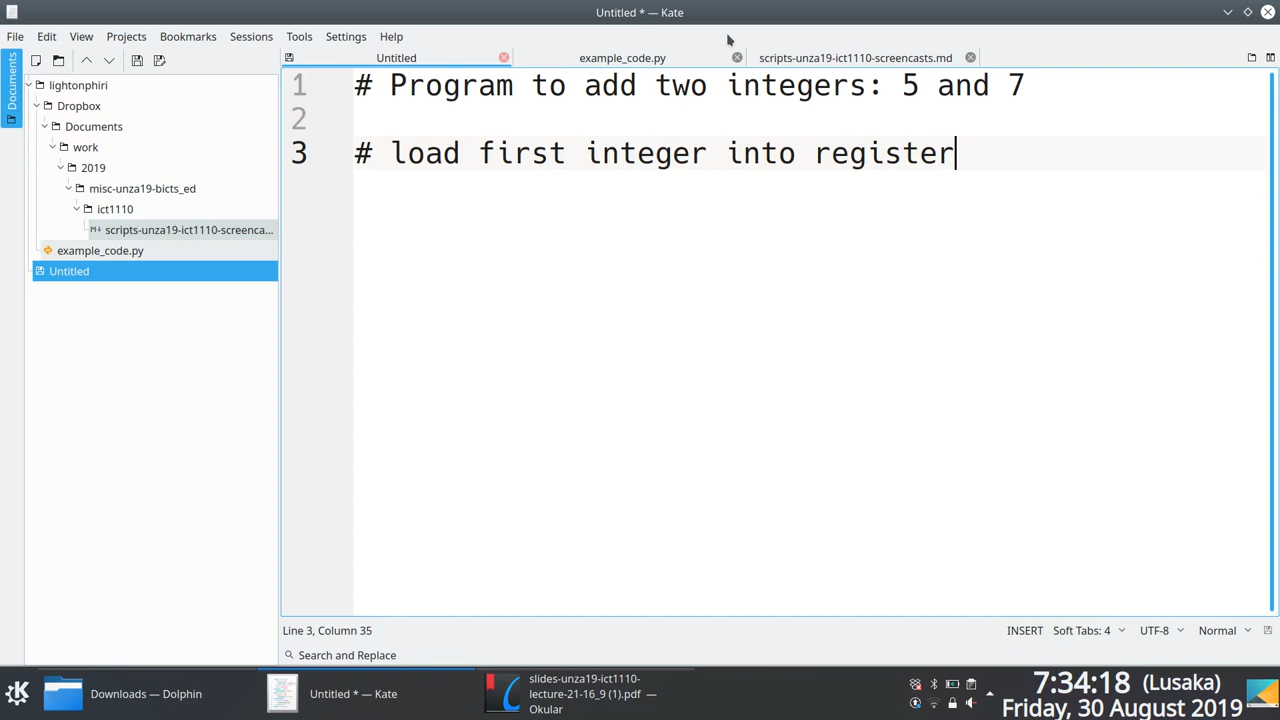 Untitled * — Kate
File Edit View Projects Bookmarks Sessions Tools Settings Help
Documents
Untitled
example_code.py
scripts-unza19-ict1110-screencasts.md
lightonphiri
Dropbox
Documents
work
2019
misc-unza19-bicts_ed
ict1110
scripts-unza19-ict1110-screenca...
example_code.py
Untitled
1 # Program to add two integers: 5 and 7
2
3 # load first integer into register
Line 3, Column 35
INSERT Soft Tabs: 4 UTF-8 Normal
Search and Replace
Downloads — Dolphin
Untitled * — Kate
slides-unza19-ict1110-
lecture-21-16_9 (1).pdf —
Okular
7:34:18 (Lusaka)
Friday, 30 August 2019